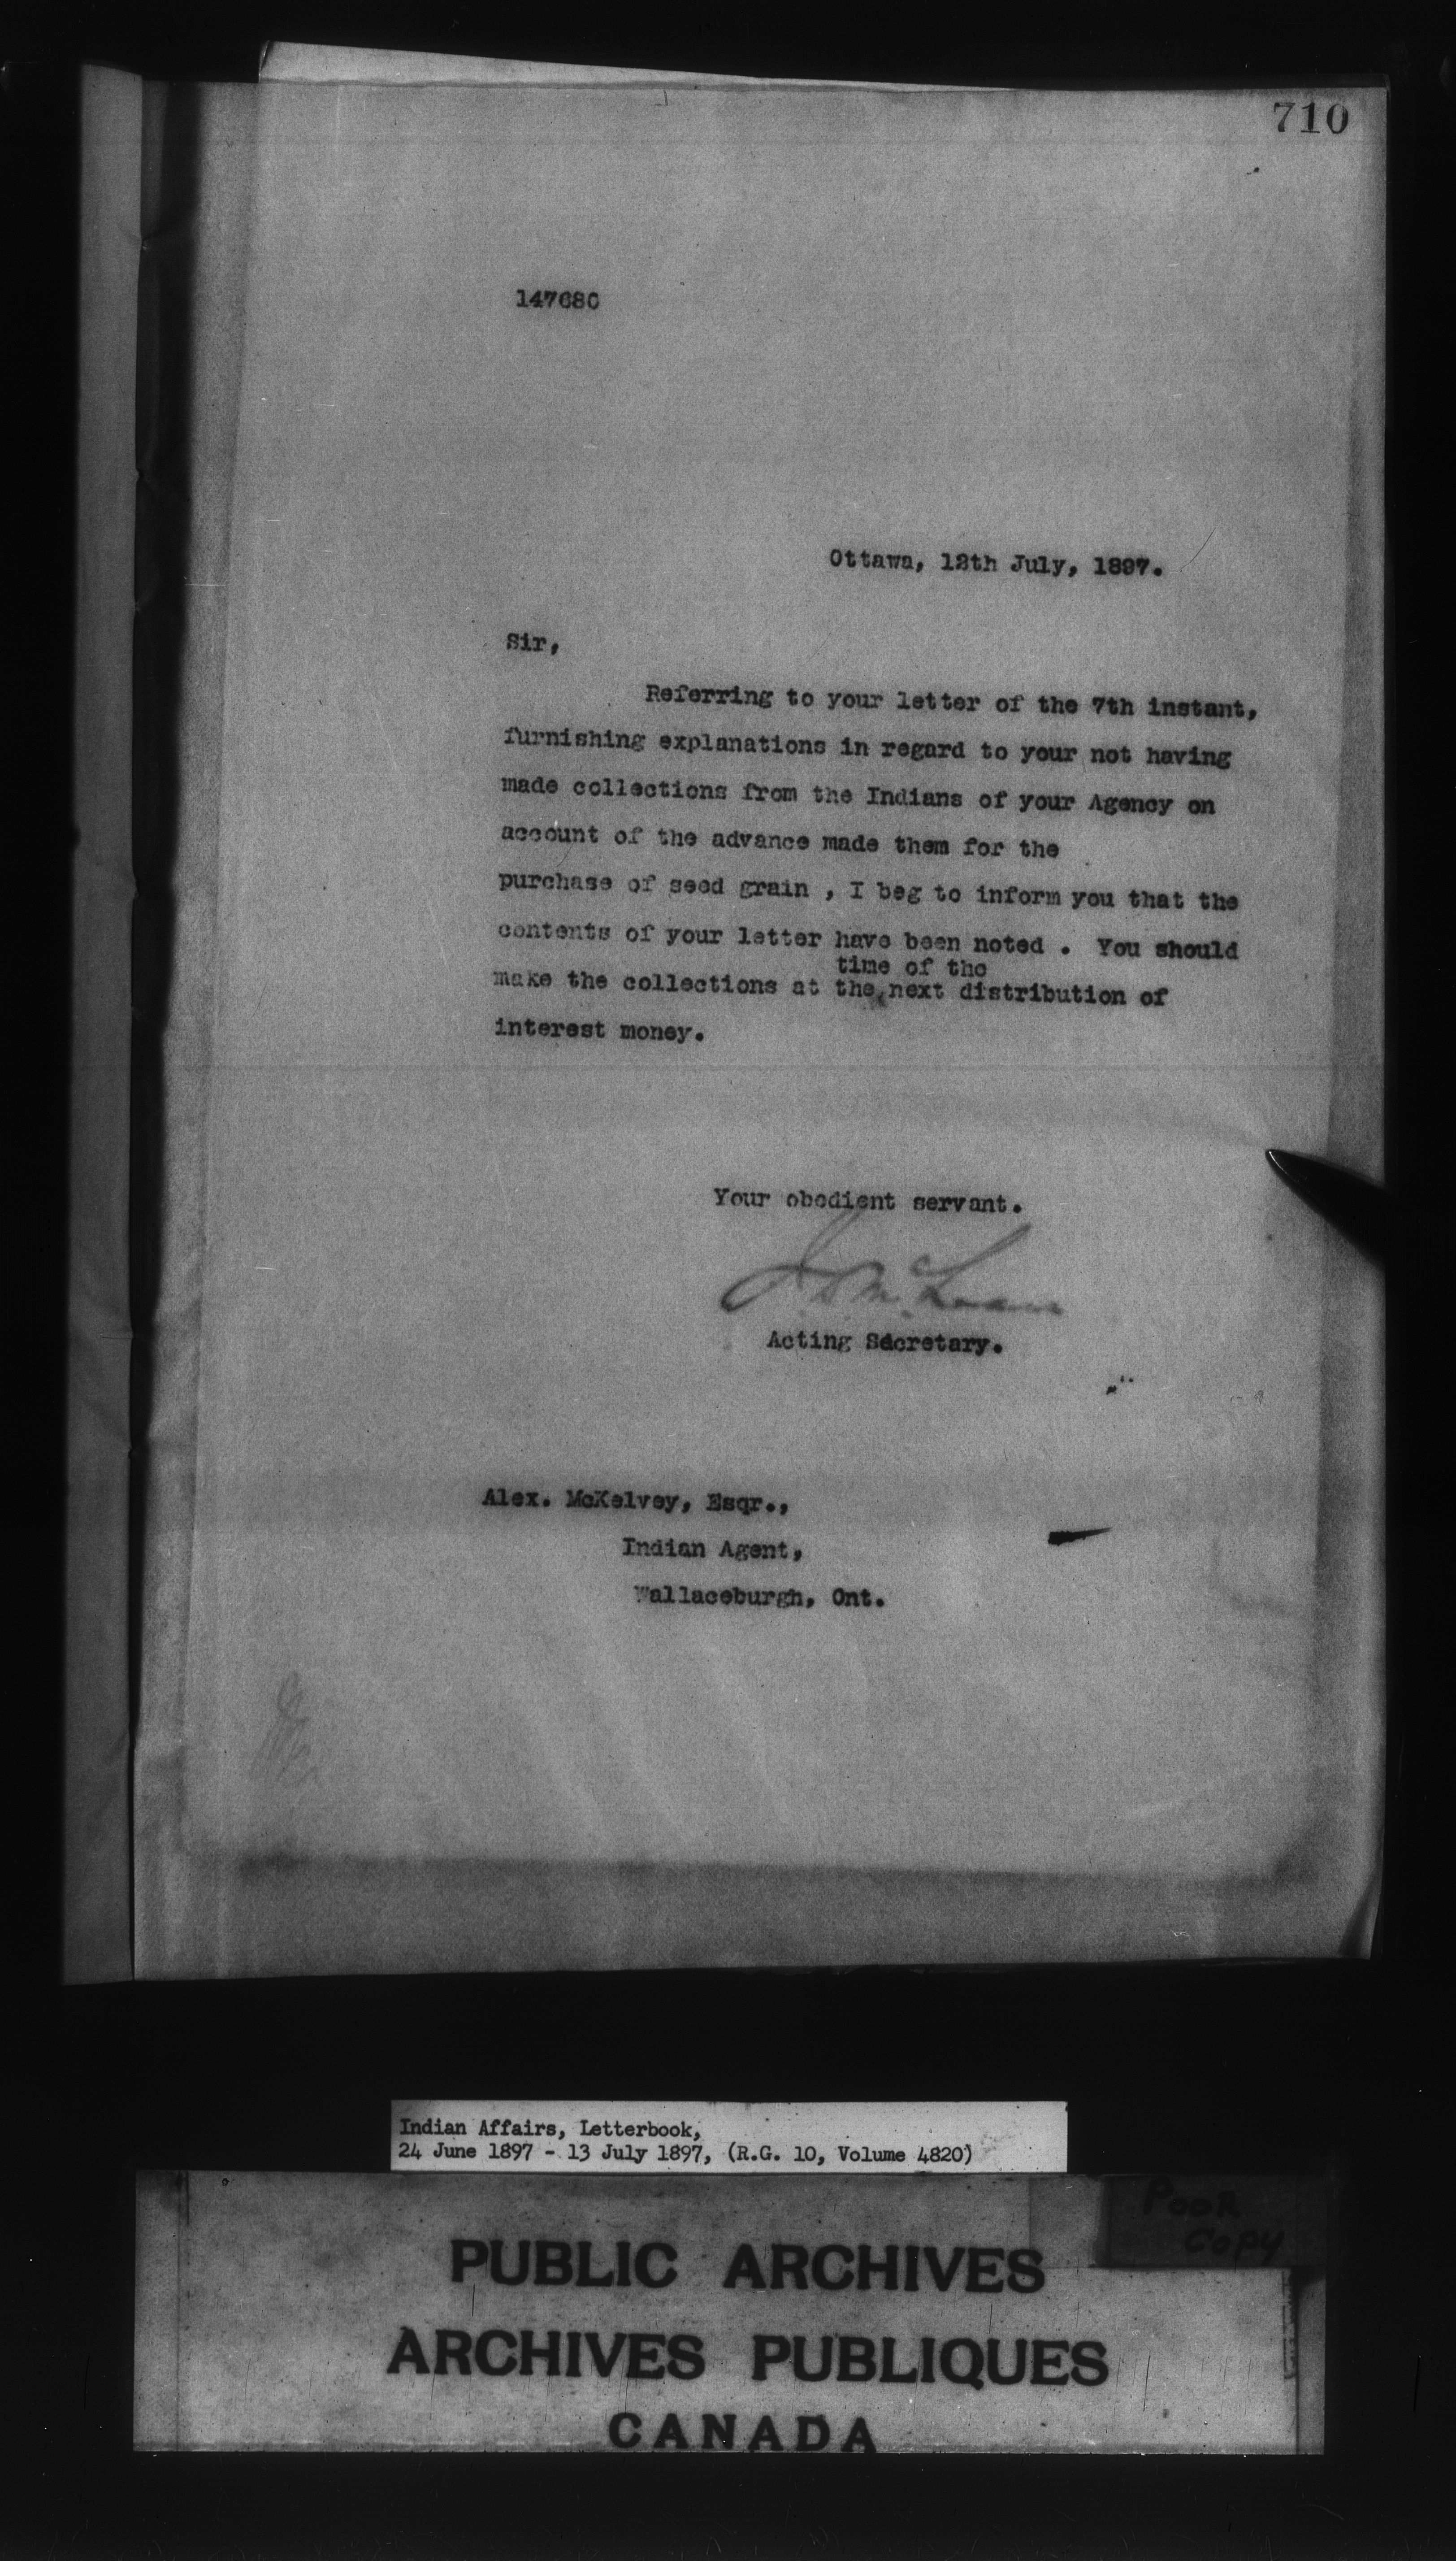 710
147680
Ottawa, 12th July, 1897.
Sir,
Referring to your letter of the 7th instant,
furnishing explanations in regard to your not having
made collections from the Indians of your Agency on
account of the advance made them for the
purchase of seed grain , I beg to inform you that the
contents of your letter have been noted . You should
time of the
make the collections at the next distribution of
interest money.
Your obedient servant.
J. D. McLean
Acting Secretary.
Alex. McKelvey, Esqr.,
Indian Agent,
Wallaceburgh, Ont.
Indian Affairs, Letterbook,
24 June 1897 - 13 July 1897, (R.G. 10, Volume 4820)
Poor
Copy
PUBLIC ARCHIVES
ARCHIVES PUBLIQUES
CANADA